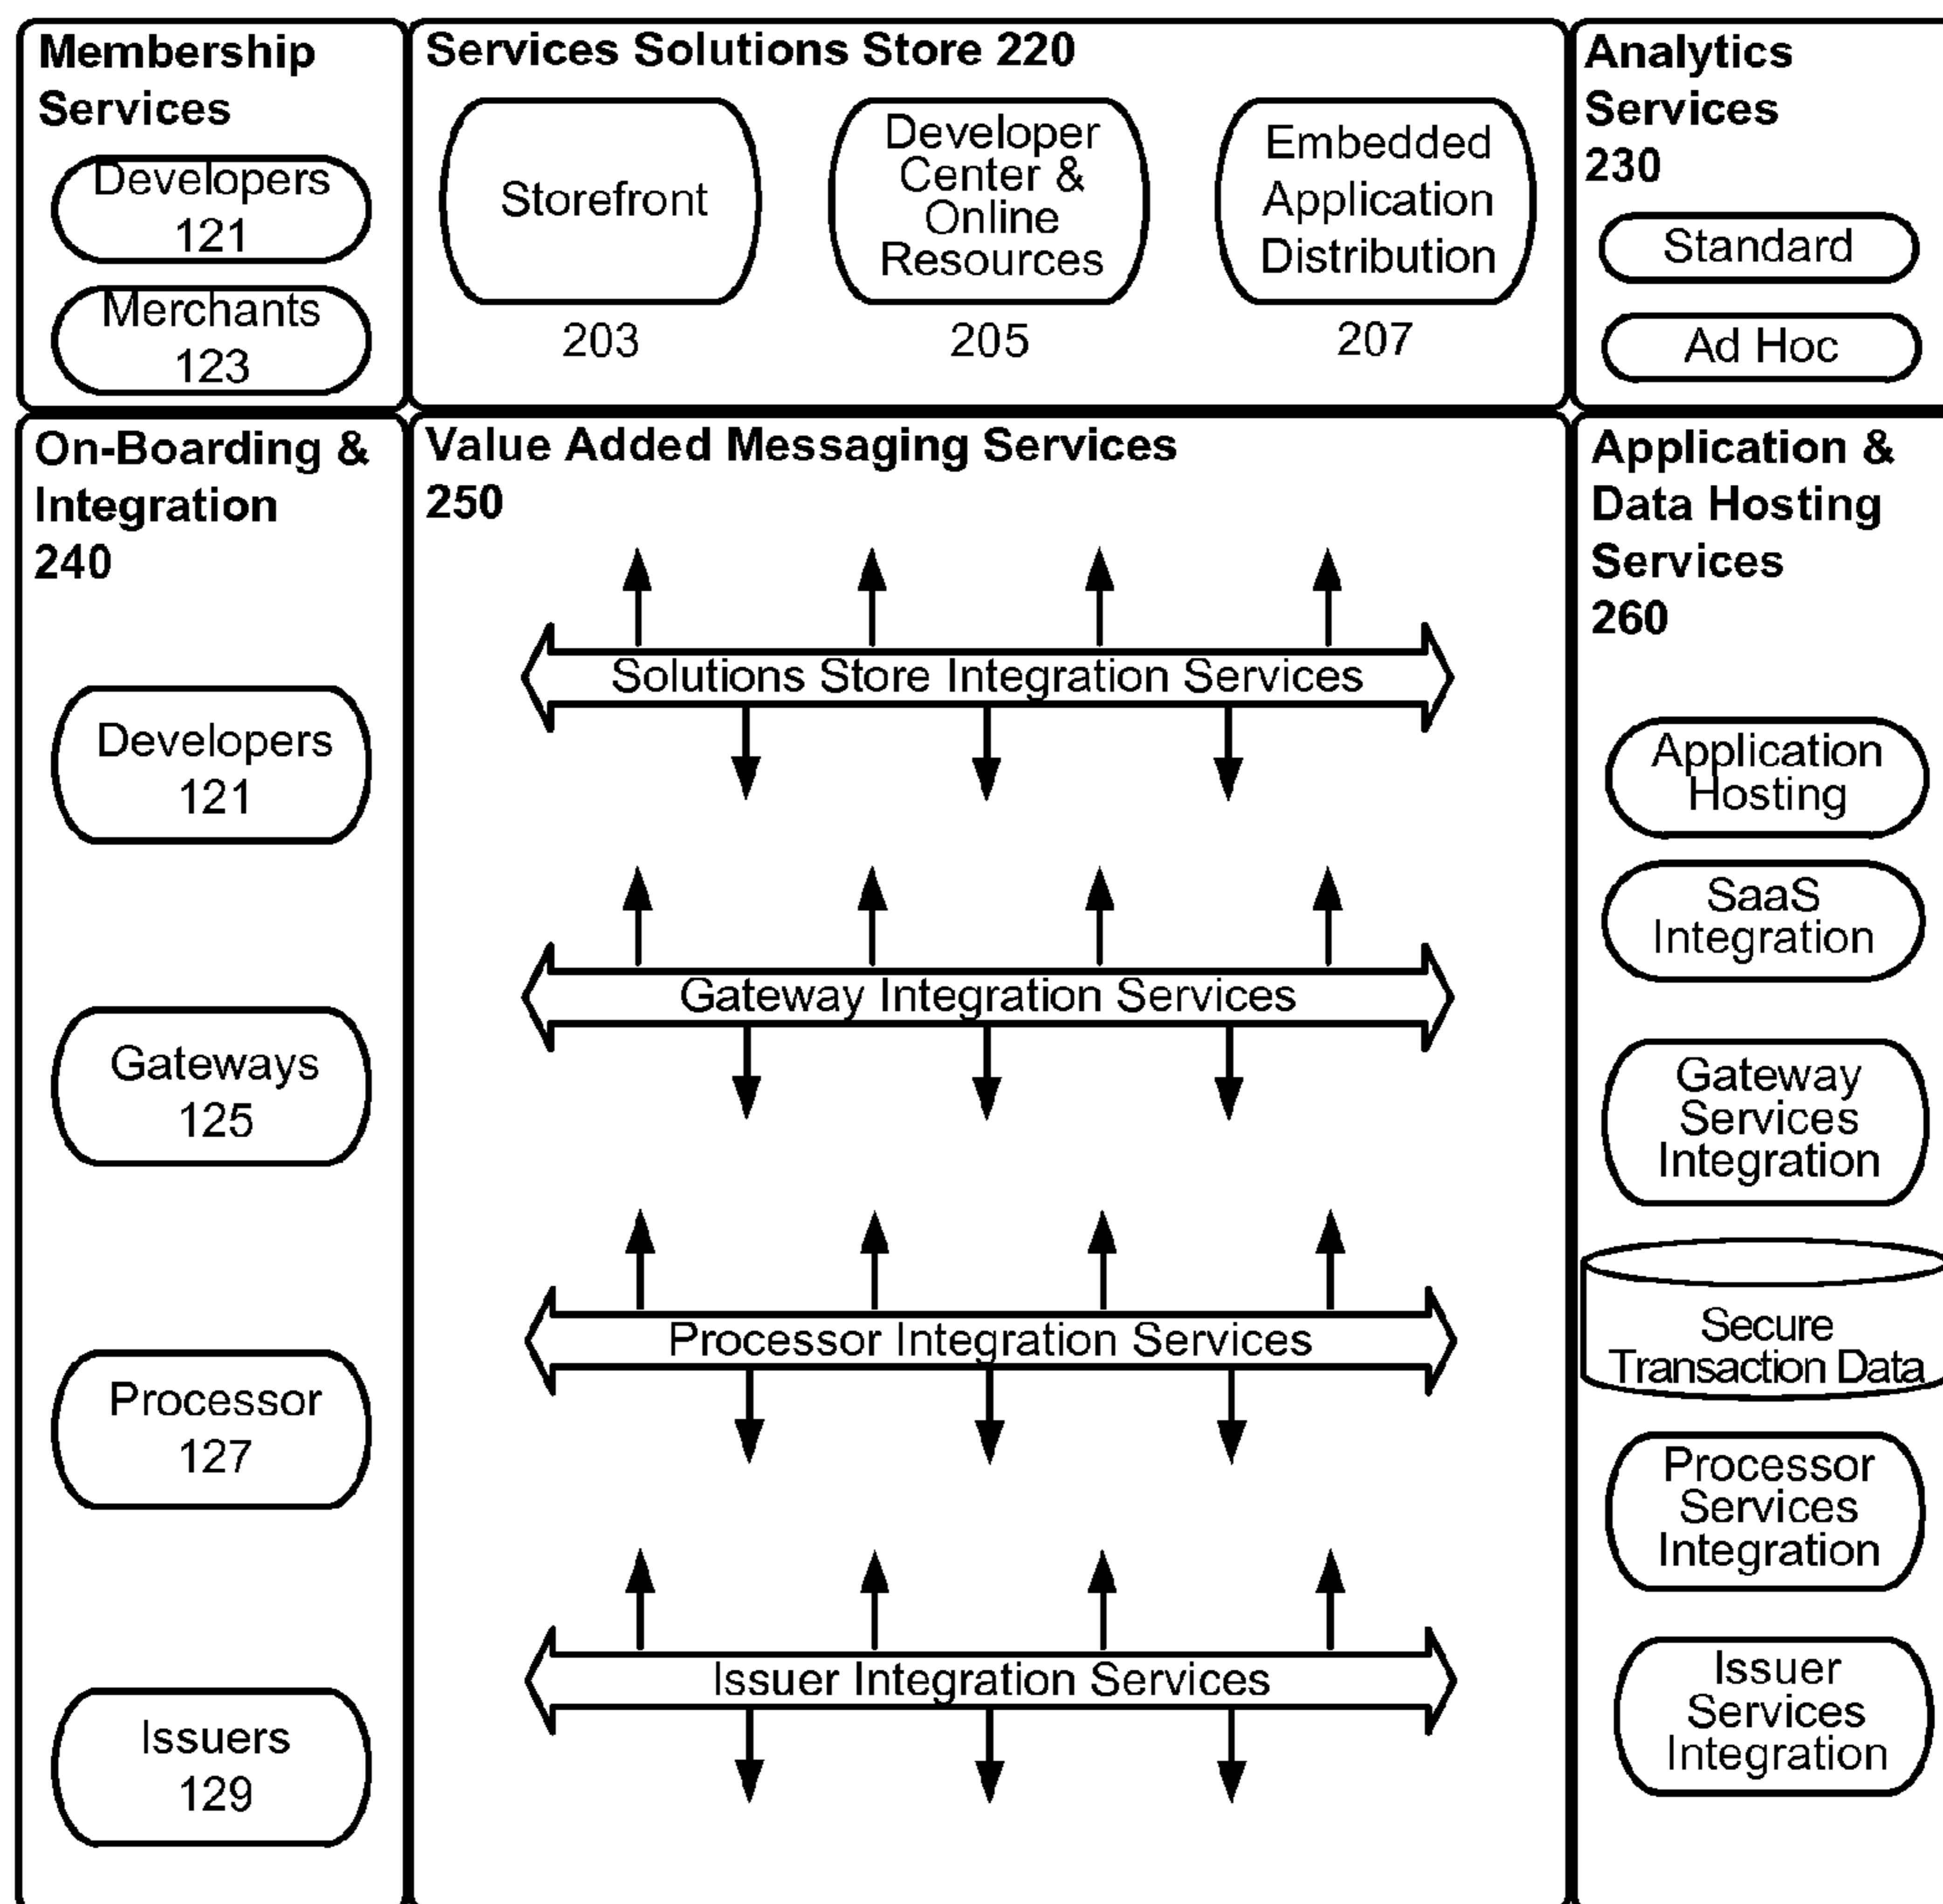 Membership
Services
Developers
121
Merchants
123
Services Solutions Store 220
Storefront
203
Developer
Center &
Online
Resources
205
Embedded
Application
Distribution
207
Analytics
Services
230
Standard
Ad Hoc
On-Boarding &
Integration
240
Developers
121
Gateways
125
Processor
127
Issuers
129
Value Added Messaging Services
250
Solutions Store Integration Services
Gateway Integration Services
Processor Integration Services
Issuer Integration Services
Application &
Data Hosting
Services
260
Application
Hosting
SaaS
Integration
Gateway
Services
Integration
Secure
Transaction Data
Processor
Services
Integration
Issuer
Services
Integration